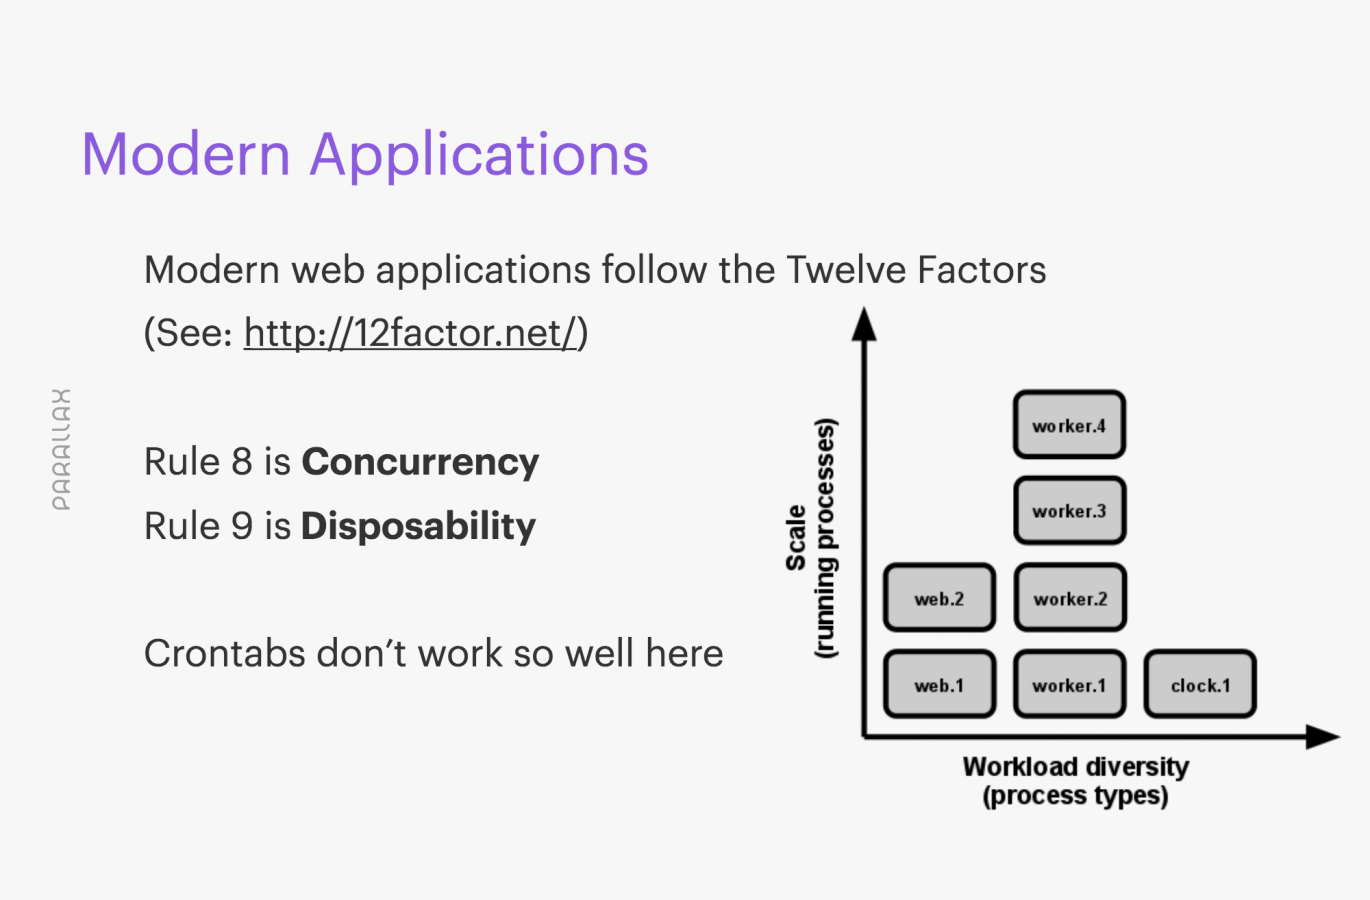 Modern Applications
Modern web applications follow the Twelve Factors
(See: http://12factor.net/)
Rule 8 is Concurrency
Rule 9 is Disposability
Crontabs don’t work so well here
PARALLAX
Scale
(running processes)
worker.4
worker.3
web.2
worker.2
web.1
worker.1
clock.1
Workload diversity
(process types)